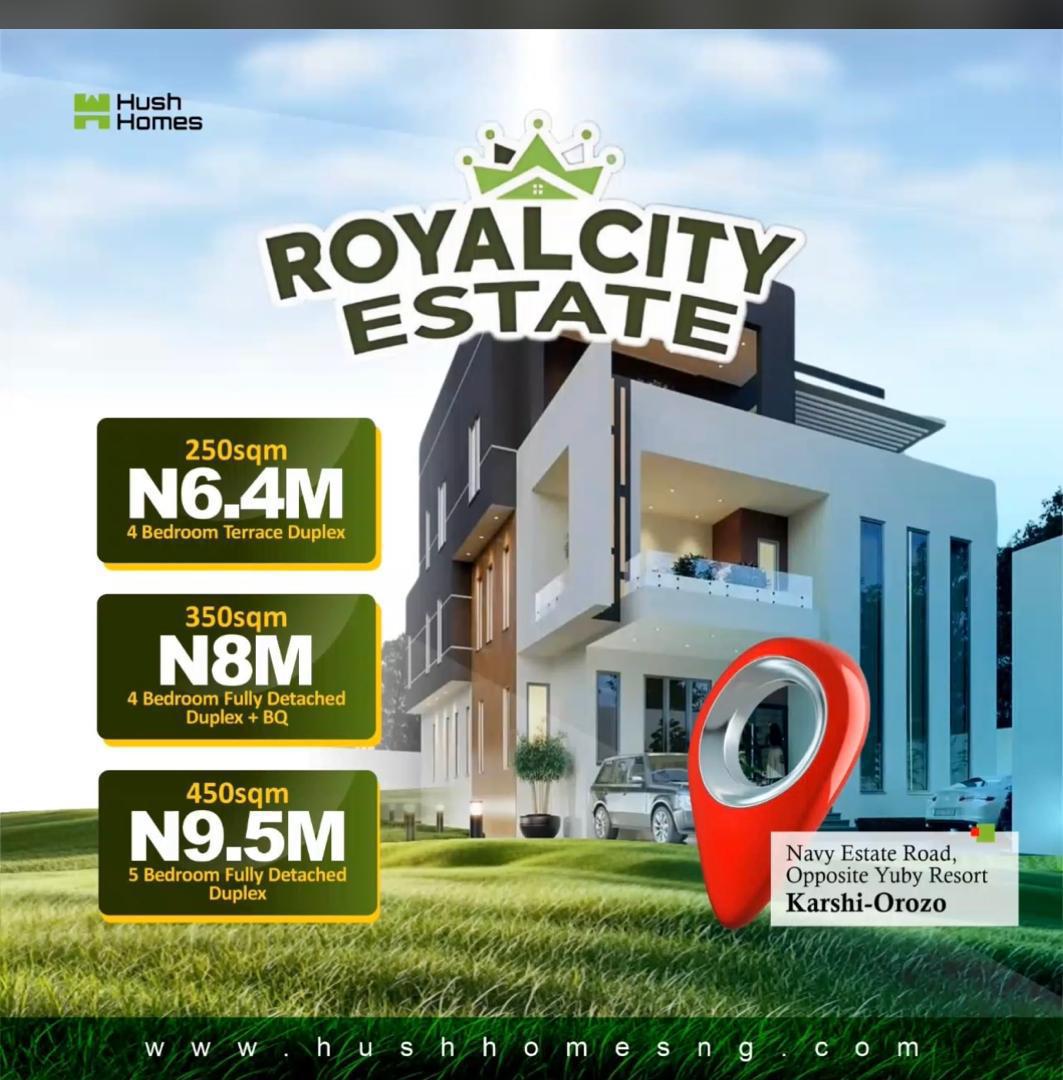 Hush
Homes
ROYALCITY
ESTATE
250sqm
N6.4M
4 Bedroom Terrace Duplex
350sqm
N8M
4 Bedroom Fully Detached
Duplex + BQ
450sqm
N9.5M
5 Bedroom Fully Detached
Duplex
Navy Estate Road,
Opposite Yuby Resort
Karshi-Orozo
www.hushhomesng.com